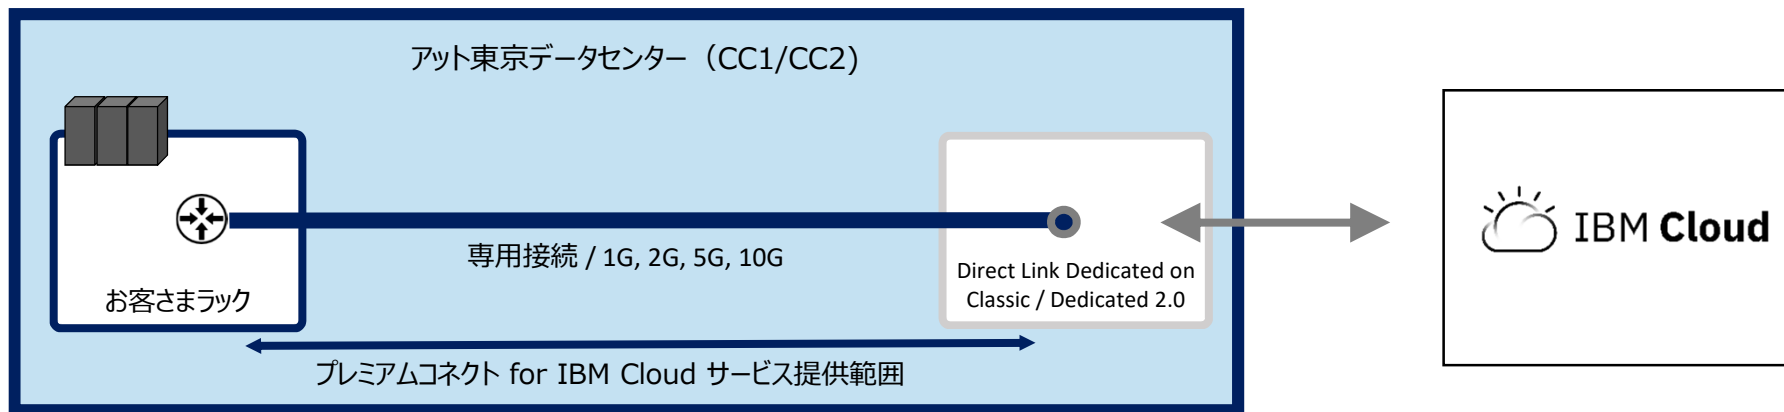 アット東京データセンター（CC1/CC2)
専用接続 / 1G, 2G, 5G, 10G
お客さまラック
Direct Link Dedicated on
Classic / Dedicated 2.0
プレミアムコネクト for IBM Cloud サービス提供範囲
IBM Cloud